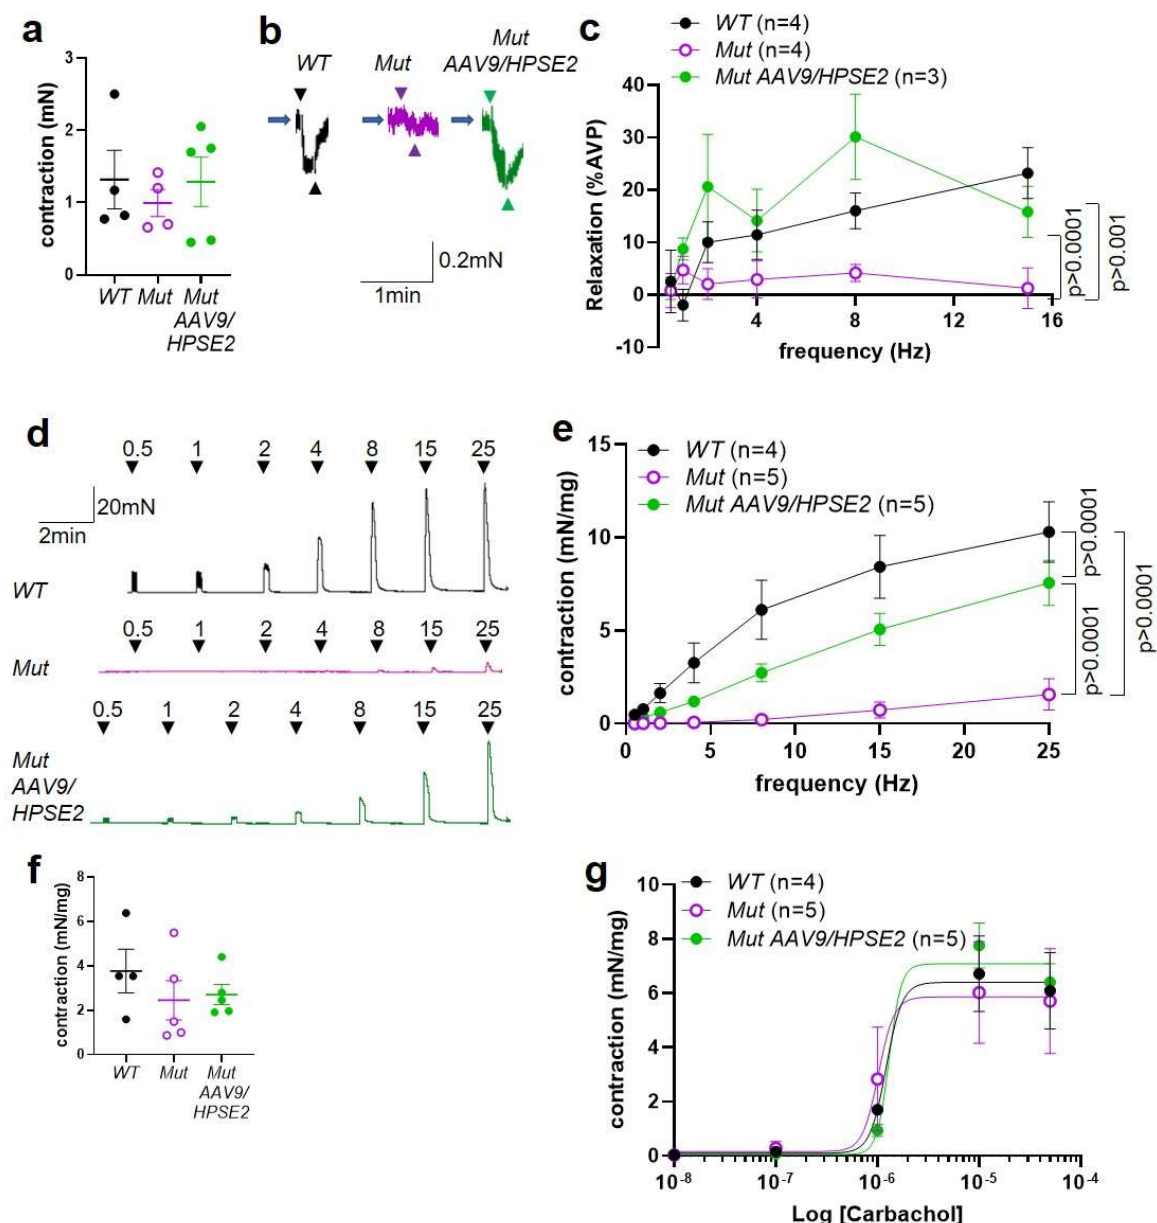 a
contraction (mN)
3
2
1
0
WT
Mut
Mut
AAV9/
HPSE2
b
WT
Mut
Mut
AAV9/HPSE2
0.2mN
1min
c
WT (n=4)
Mut (n=4)
Mut AAV9/HPSE2 (n=3)
Relaxation (%AVP)
40
30
20
10
0
-10
4
8
12
16
frequency (Hz)
p>0.0001
p>0.001
d
0.5 1 2 4 8 15 25
20mN
2min
WT
0.5 1 2 4 8 15 25
Mut
0.5 1 2 4 8 15 25
Mut
AAV9/
HPSE2
e
WT (n=4)
Mut (n=5)
Mut AAV9/HPSE2 (n=5)
contraction (mN/mg)
15
10
5
0
0 5 10 15 20 25
frequency (Hz)
p>0.0001
p>0.0001
p>0.0001
f
contraction (mN/mg)
8
6
4
2
0
WT
Mut
Mut
AAV9/
HPSE2
g
WT (n=4)
Mut (n=5)
Mut AAV9/HPSE2 (n=5)
contraction (mN/mg)
10
8
6
4
2
0
10⁻⁸ 10⁻⁷ 10⁻⁶ 10⁻⁵ 10⁻⁴
Log [Carbachol]